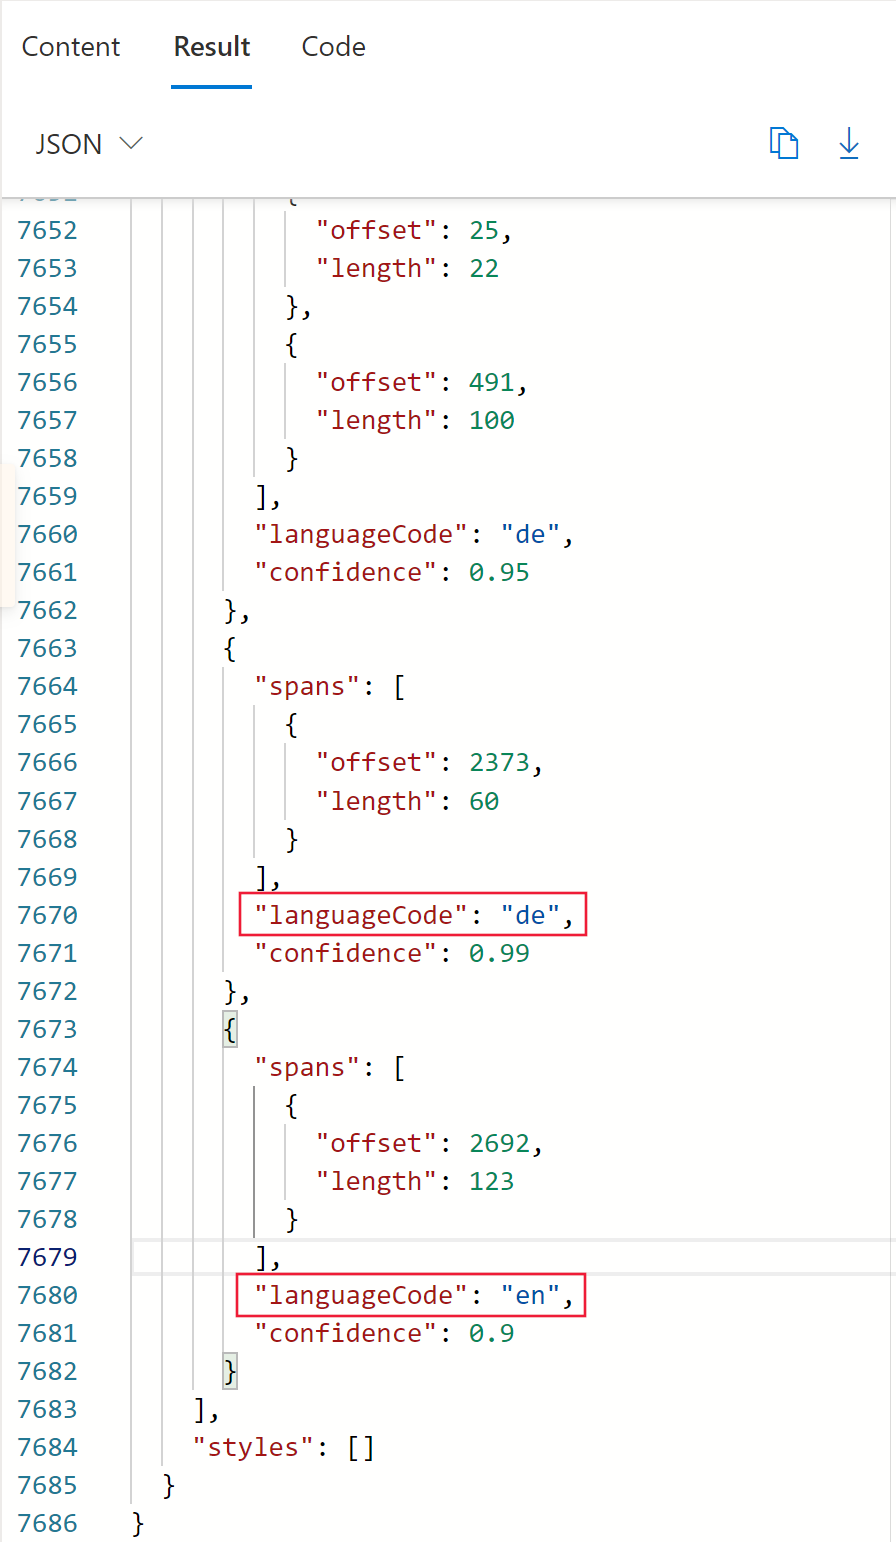 Content Result Code
JSON
7652 "offset": 25,
7653 "length": 22
7654 },
7655 {
7656 "offset": 491,
7657 "length": 100
7658 }
7659 ],
7660 "languageCode": "de",
7661 "confidence": 0.95
7662 },
7663 {
7664 "spans": [
7665 {
7666 "offset": 2373,
7667 "length": 60
7668 }
7669 ],
7670 "languageCode": "de",
7671 "confidence": 0.99
7672 },
7673 {
7674 "spans": [
7675 {
7676 "offset": 2692,
7677 "length": 123
7678 }
7679 ],
7680 "languageCode": "en",
7681 "confidence": 0.9
7682 }
7683 ],
7684 "styles": []
7685 }
7686 }